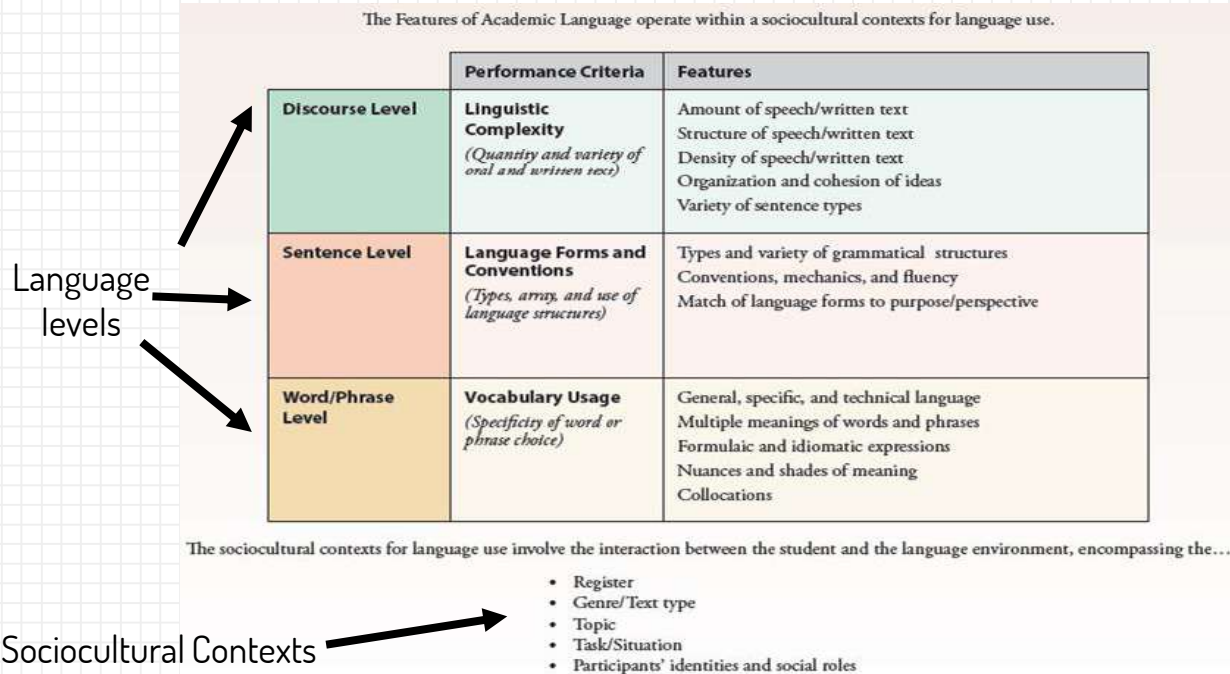 The Features of Academic Language operate within a sociocultural contexts for language use.
Performance Criteria
Features
Discourse Level
Linguistic
Complexity
(Quantity and variety of
oral and written text)
Amount of speech/written text
Structure of speech/written text
Density of speech/written text
Organization and cohesion of ideas
Variety of sentence types
Language
levels
Sentence Level
Language Forms and
Conventions
(Types, array, and use of
language structures)
Types and variety of grammatical structures
Conventions, mechanics, and fluency
Match of language forms to purpose/perspective
Word/Phrase
Level
Vocabulary Usage
(Specificity of word or
phrase choice)
General, specific, and technical language
Multiple meanings of words and phrases
Formulaic and idiomatic expressions
Nuances and shades of meaning
Collocations
The sociocultural contexts for language use involve the interaction between the student and the language environment, encompassing the…
• Register
• Genre/Text type
• Topic
• Task/Situation
• Participants' identities and social roles
Sociocultural Contexts